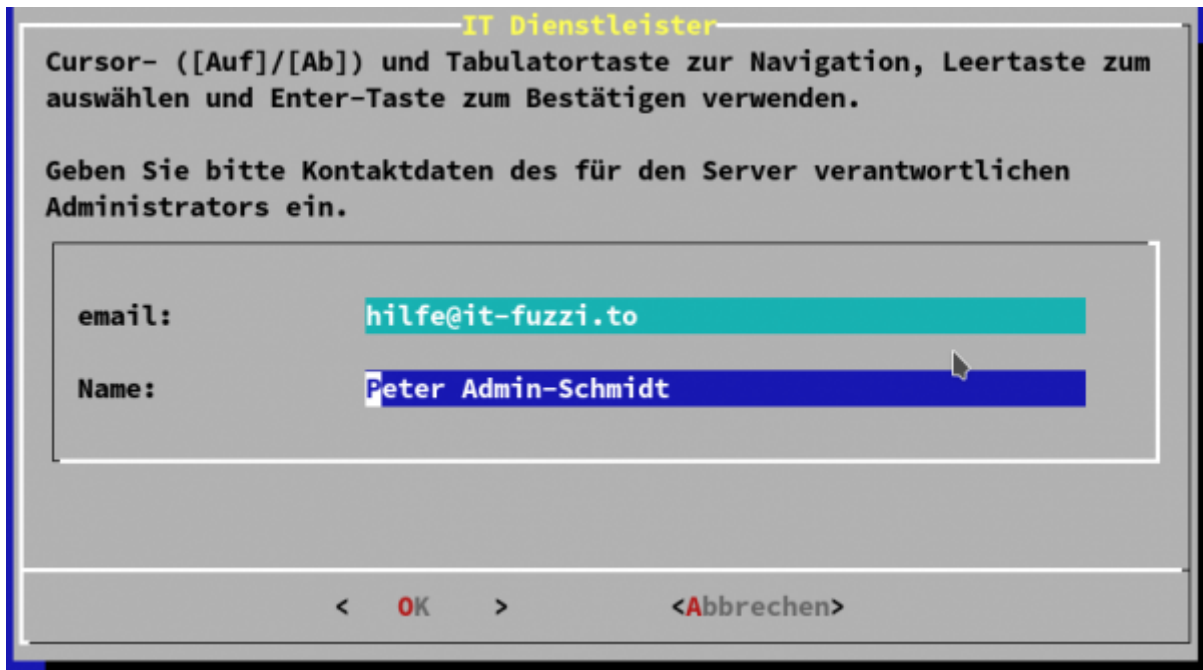 IT Dienstleister
Cursor- ([Auf]/[Ab]) und Tabulatortaste zur Navigation, Leertaste zum
auswählen und Enter-Taste zum Bestätigen verwenden.
Geben Sie bitte Kontaktdaten des für den Server verantwortlichen
Administrators ein.
email: hilfe@it-fuzzi.to
Name: Peter Admin-Schmidt
< OK > <Abbrechen>